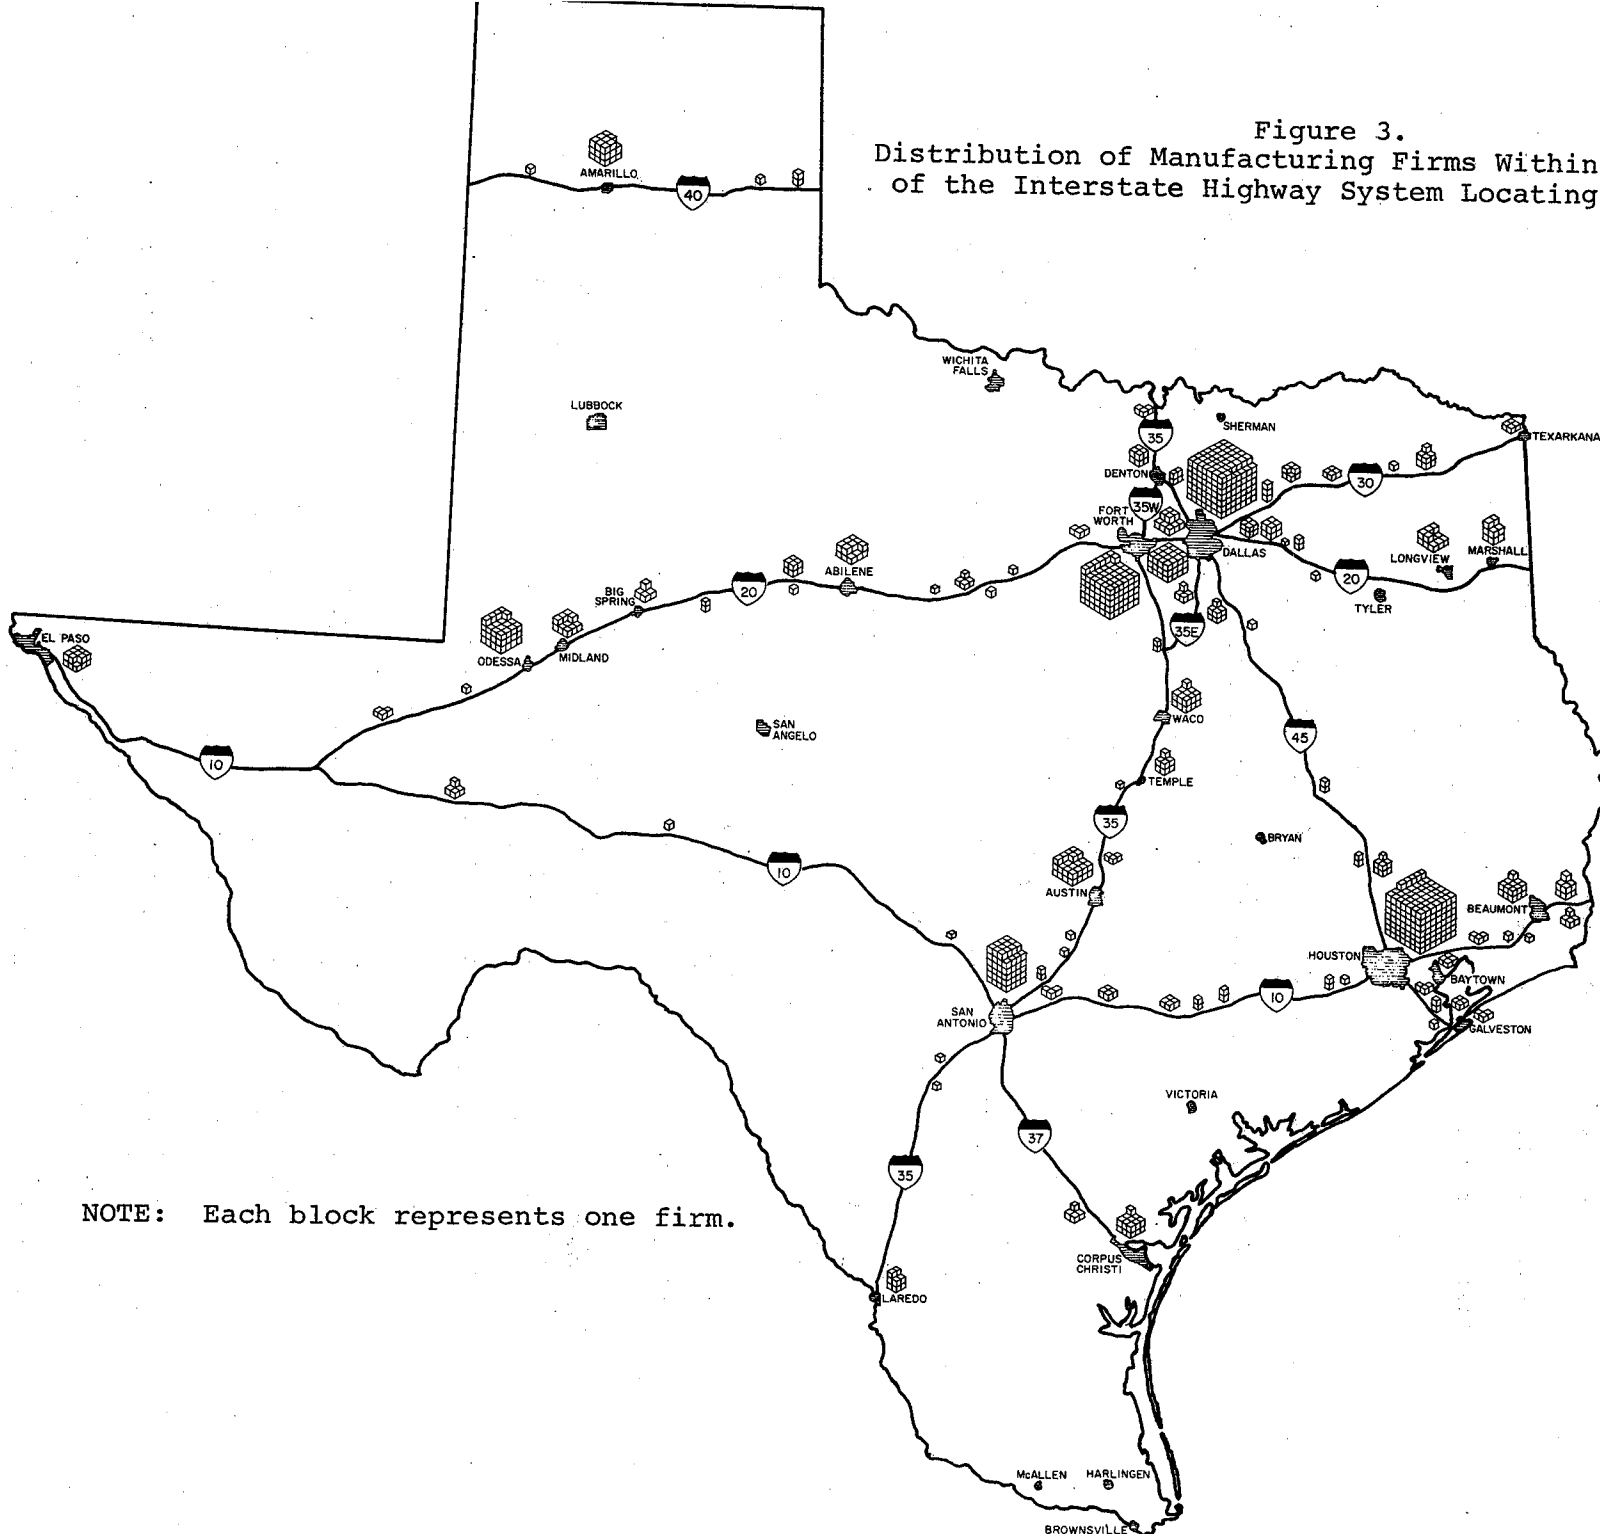 Figure 3.
Distribution of Manufacturing Firms Within
of the Interstate Highway System Locating
AMARILLO
40
WICHITA
FALLS
LUBBOCK
35
SHERMAN
TEXARKANA
DENTON
30
35W
FORT
WORTH
DALLAS
LONGVIEW
MARSHALL
ABILENE
20
BIG
SPRING
20
TYLER
EL PASO
35E
ODESSA
MIDLAND
WACO
SAN
ANGELO
45
10
TEMPLE
35
BRYAN
10
AUSTIN
BEAUMONT
HOUSTON
BAYTOWN
10
SAN
ANTONIO
GALVESTON
VICTORIA
37
35
NOTE: Each block represents one firm.
CORPUS
CHRISTI
LAREDO
McALLEN
HARLINGEN
BROWNSVILLE